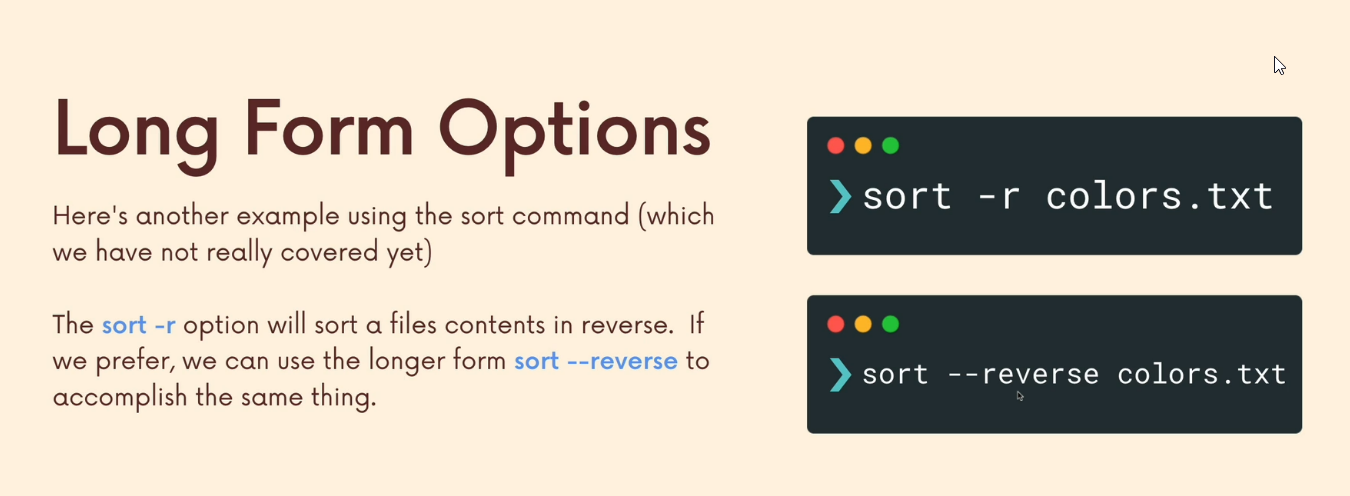 Long Form Options
Here's another example using the sort command (which
we have not really covered yet)
The sort -r option will sort a files contents in reverse.  If
we prefer, we can use the longer form sort --reverse to
accomplish the same thing.
❯ sort -r colors.txt
❯ sort --reverse colors.txt